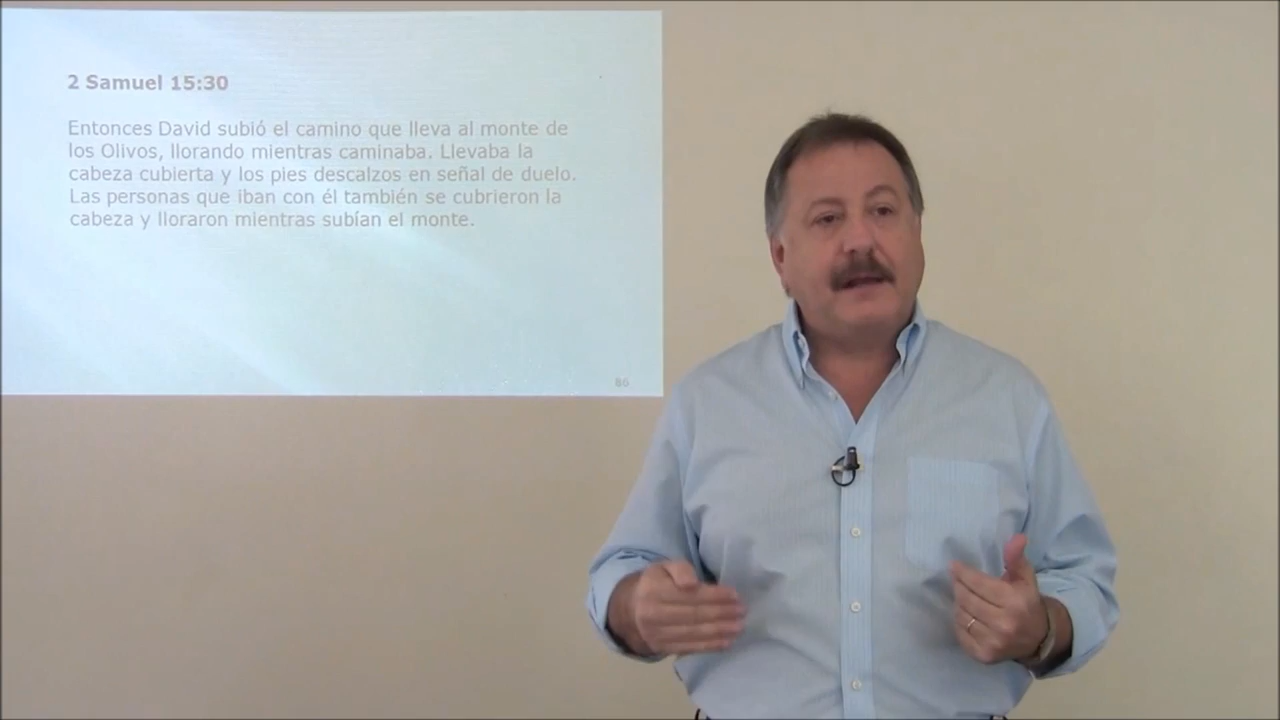 2 Samuel 15:30
Entonces David subió el camino que lleva al monte de
los Olivos, llorando mientras caminaba. Llevaba la
cabeza cubierta y los pies descalzos en señal de duelo.
Las personas que iban con él también se cubrieron la
cabeza y lloraron mientras subían el monte.
86